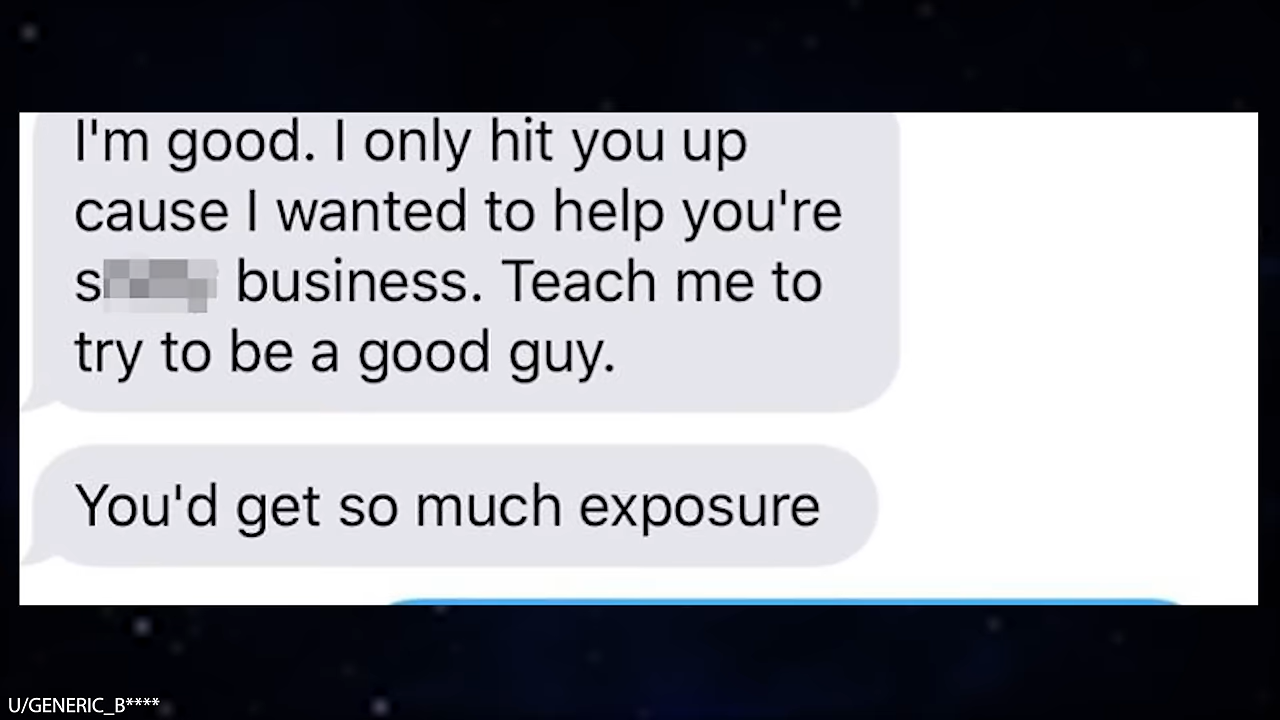 I'm good. I only hit you up
cause I wanted to help you're
s business. Teach me to
try to be a good guy.
You'd get so much exposure
U/GENERIC_B****